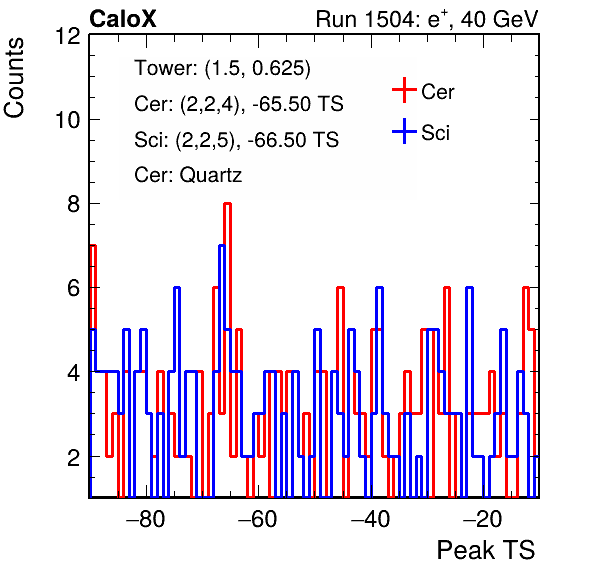 CaloX Run 1504: e+, 40 GeV
Counts
12
10
8
6
4
2
Tower: (1.5, 0.625)
Cer: (2,2,4), -65.50 TS
Sci: (2,2,5), -66.50 TS
Cer: Quartz
Cer
Sci
−80 −60 −40 −20
Peak TS